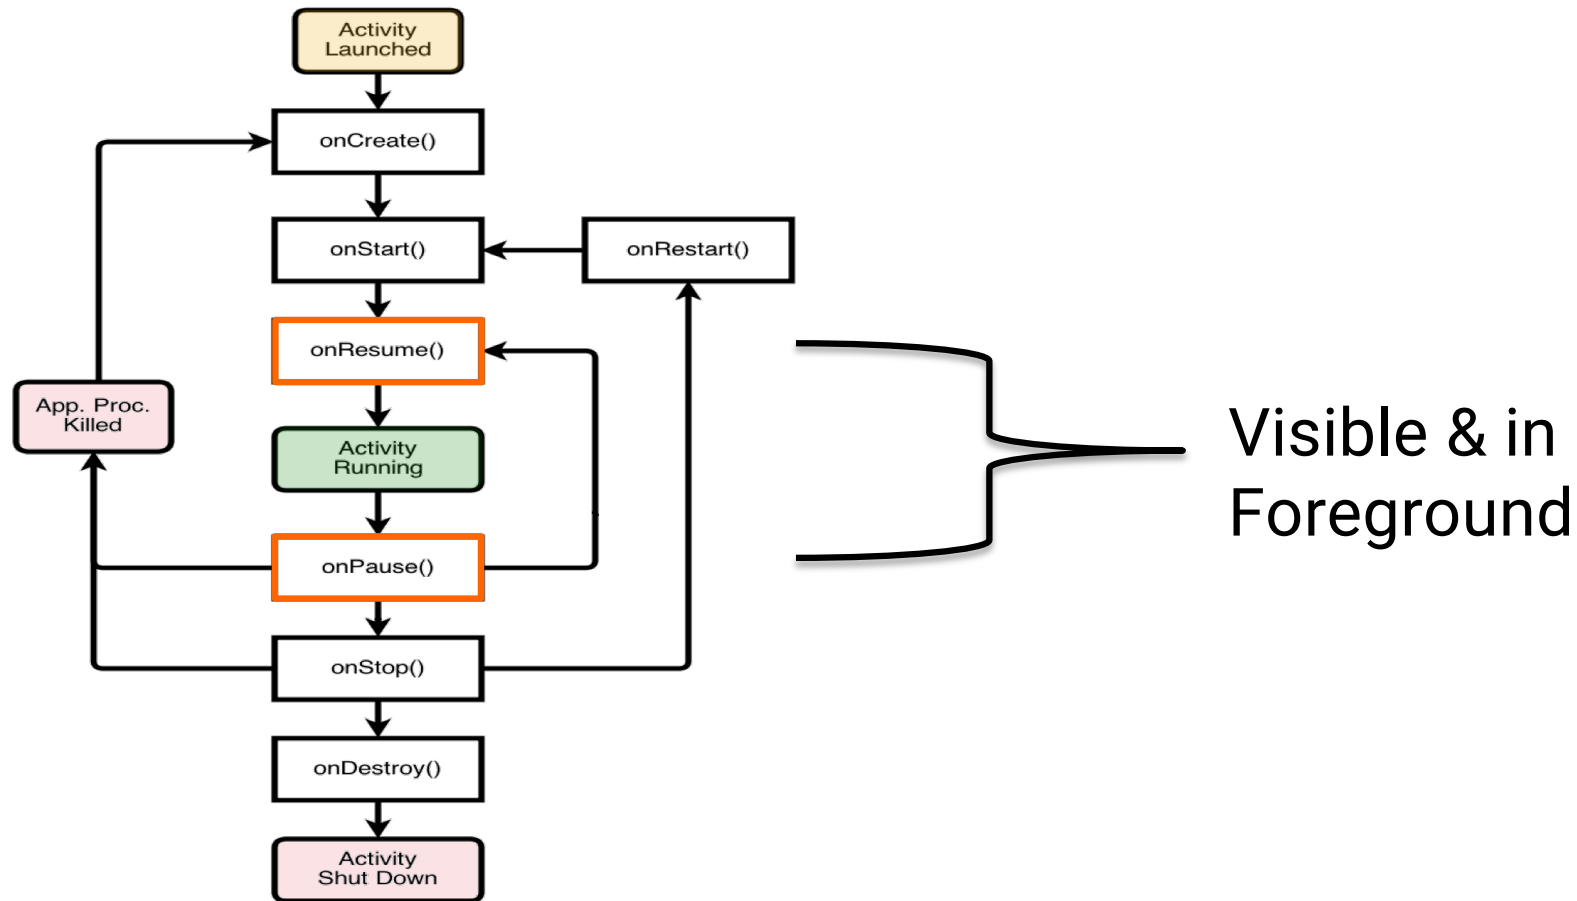 Activity
Launched
onCreate()
onStart()
onRestart()
onResume()
App. Proc.
Killed
Activity
Running
Visible & in
Foreground
onPause()
onStop()
onDestroy()
Activity
Shut Down